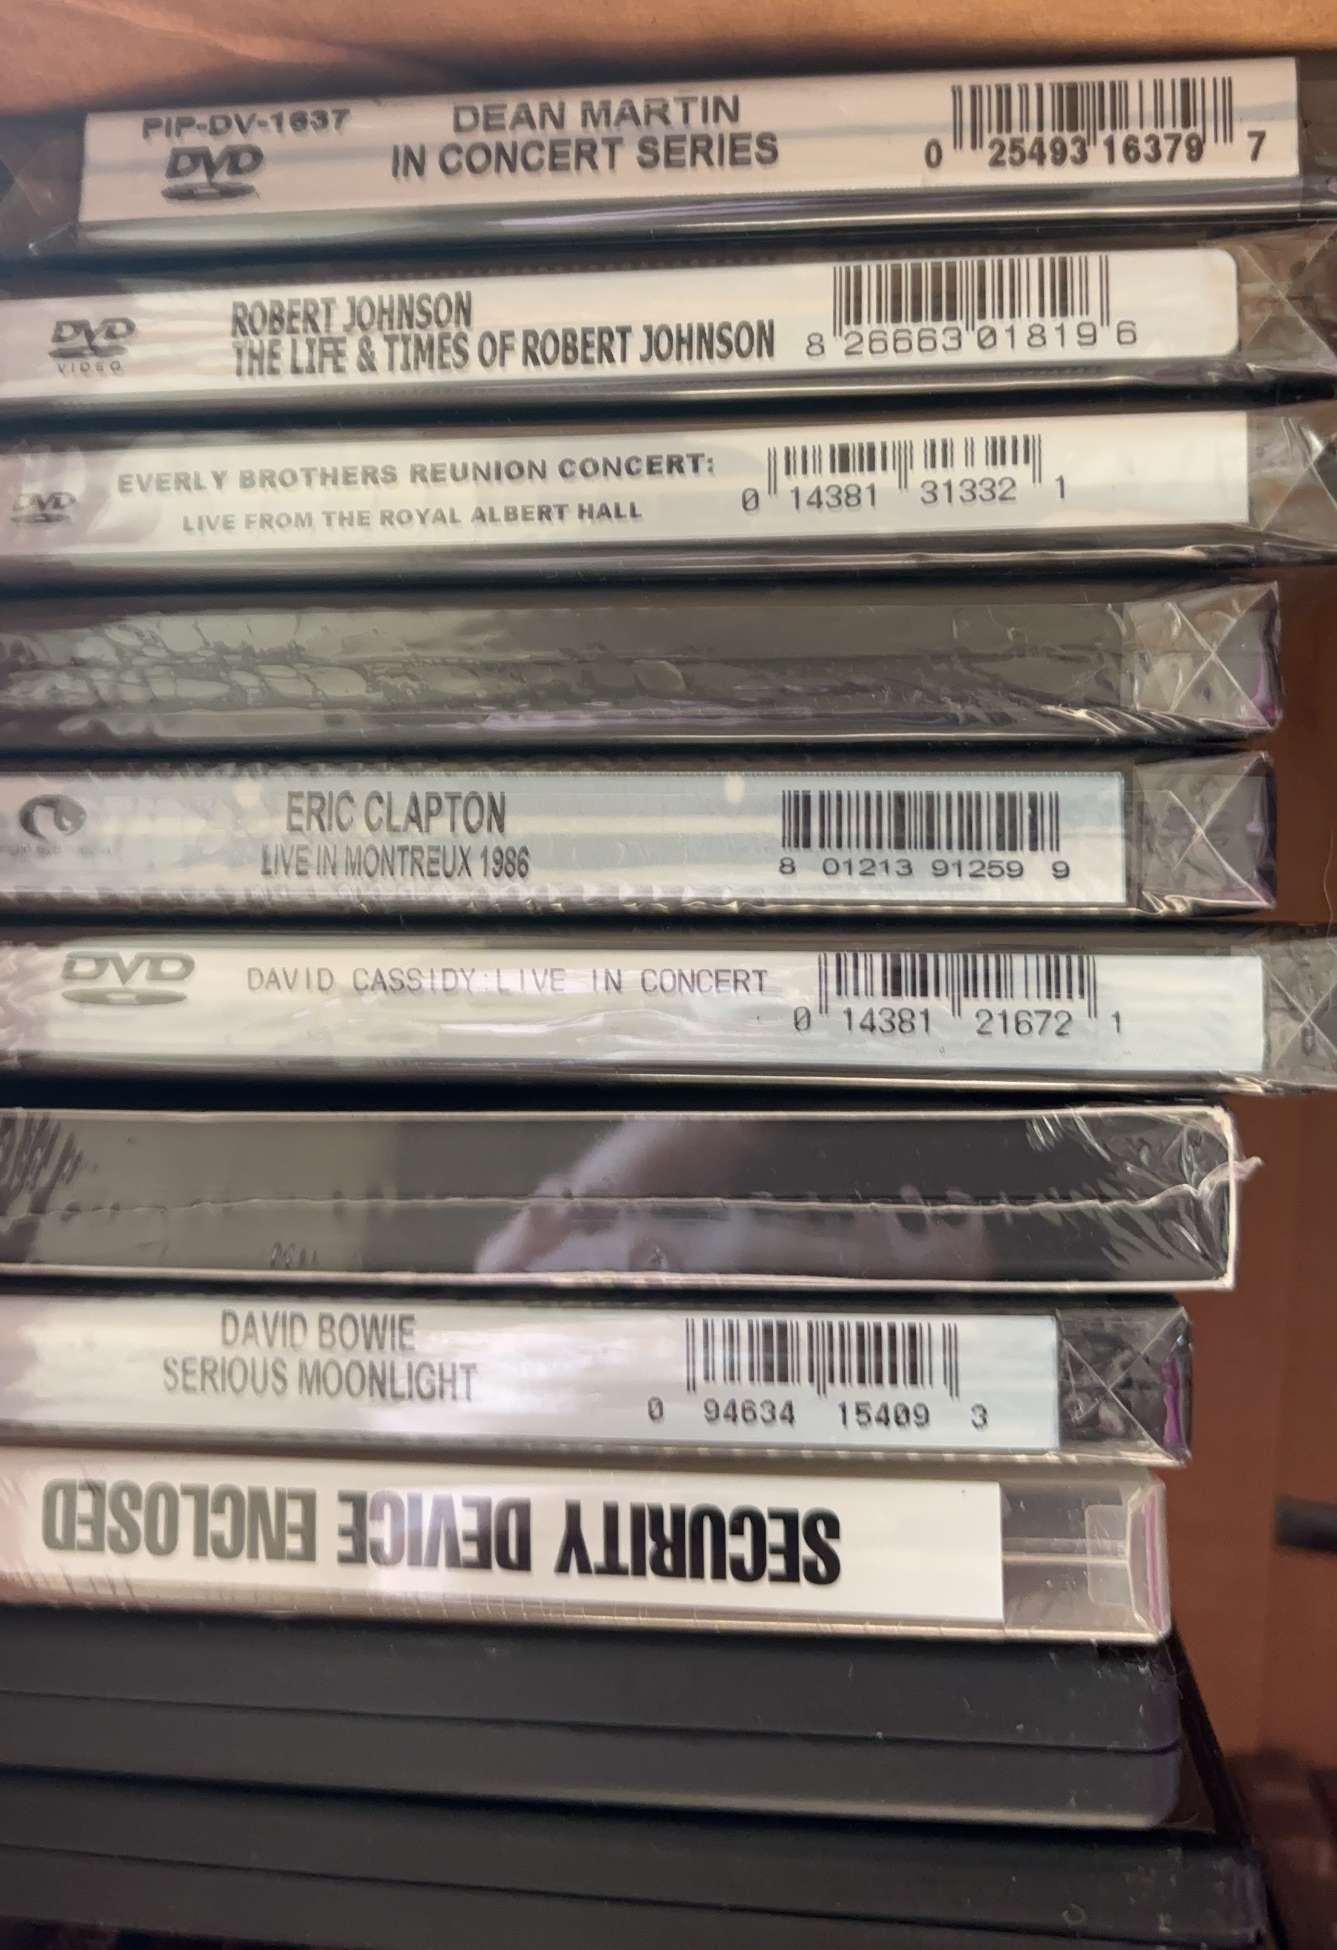 PIP-DV-1637
DVD
DEAN MARTIN
IN CONCERT SERIES
0 25493 16379 7
DVD
VIDEO
ROBERT JOHNSON
THE LIFE & TIMES OF ROBERT JOHNSON
8 26663 01819 6
DVD
EVERLY BROTHERS REUNION CONCERT:
LIVE FROM THE ROYAL ALBERT HALL
0 14381 31332 1
ERIC CLAPTON
LIVE IN MONTREUX 1986
8 01213 91259 9
DVD
DAVID CASSIDY:LIVE IN CONCERT
0 14381 21672 1
DAVID BOWIE
SERIOUS MOONLIGHT
0 94634 15409 3
SECURITY DEVICE ENCLOSED